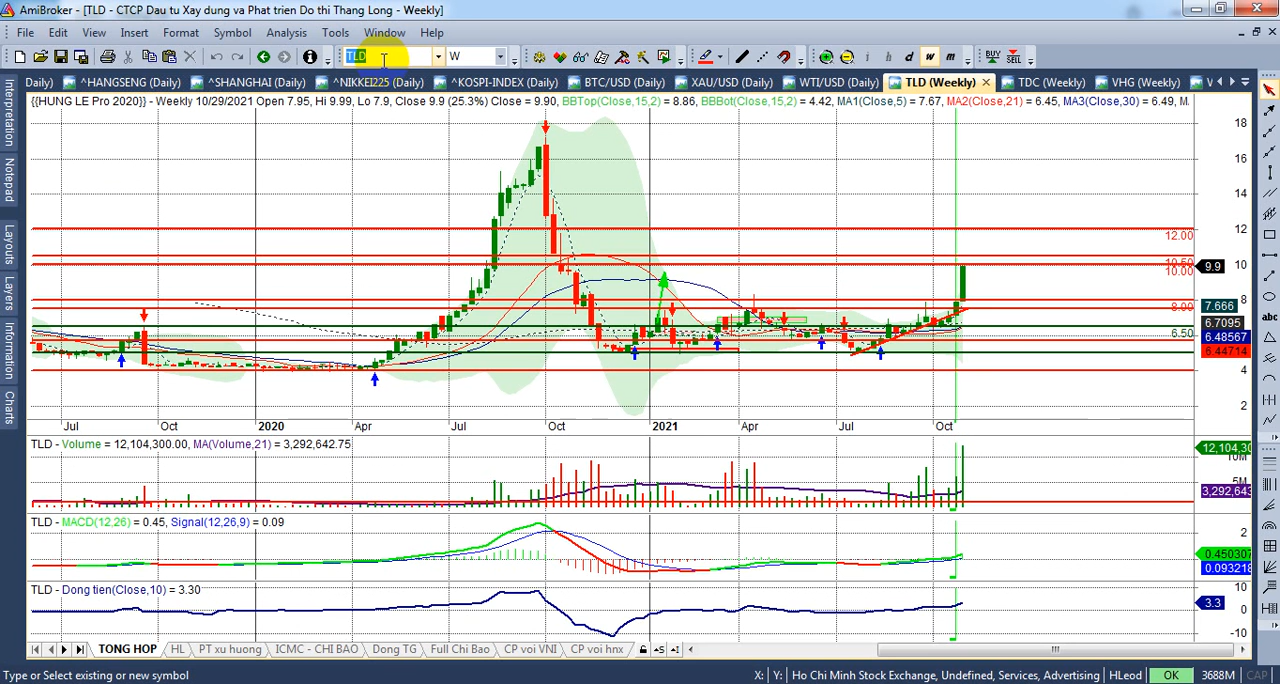 AmiBroker - [TLD - CTCP Dau tu Xay dung va Phat trien Do thi Thang Long - Weekly]
File Edit View Insert Format Symbol Analysis Tools Window Help
TLD W h d w m BUY SELL
Daily) ^HANGSENG (Daily) ^SHANGHAI (Daily) ^NIKKEI225 (Daily) ^KOSPI-INDEX (Daily) BTC/USD (Daily) XAU/USD (Daily) WTI/USD (Daily) TLD (Weekly) TDC (Weekly) VHG (Weekly) V
{{HUNG LE Pro 2020}} - Weekly 10/29/2021 Open 7.95, Hi 9.99, Lo 7.9, Close 9.9 (25.3%) Close = 9.90, BBTop(Close,15,2) = 8.86, BBBot(Close,15,2) = 4.42, MA1(Close,5) = 7.67, MA2(Close,21) = 6.45, MA3(Close,30) = 6.49, M.
Interpretation
Notepad
Layouts
Layers
Information
Charts
abc
18
16
14
12
12.00
10.50
10.00
10
9.9
8
8.00
7.666
6.7095
6.50
6.48567
6.44714
4
2
Jul Oct 2020 Apr Jul Oct 2021 Apr Jul Oct
TLD - Volume = 12,104,300.00, MA(Volume,21) = 3,292,642.75
12,104,30
10M
3,292,643
TLD - MACD(12,26) = 0.45, Signal(12,26,9) = 0.09
2
0.450307
0.093218
TLD - Dong tien(Close,10) = 3.30
10
3.3
0
-10
TONG HOP HL PT xu huong ICMC - CHI BAO Dong TG Full Chi Bao CP voi VNI CP voi hnx
Type or Select existing or new symbol X: Y: Ho Chi Minh Stock Exchange, Undefined, Services, Advertising HLeod OK 3688M CAP